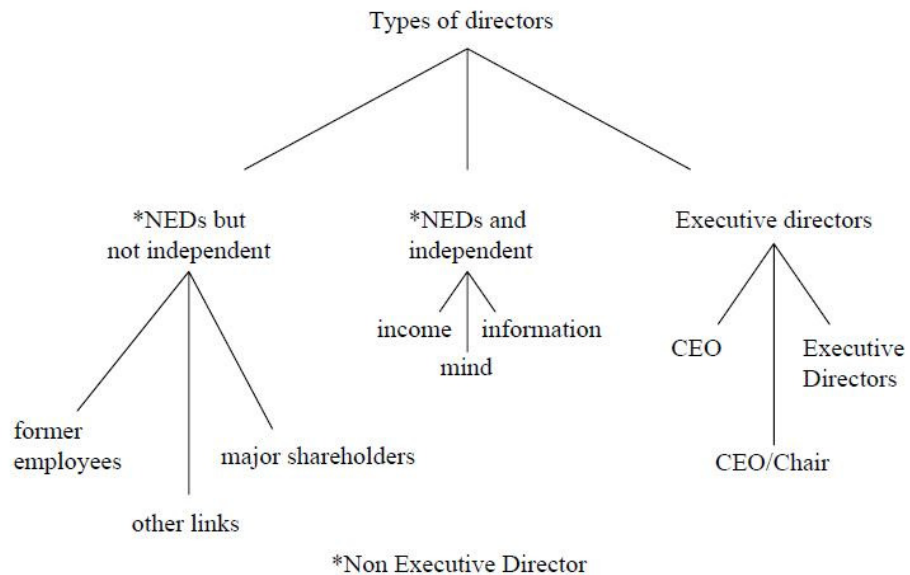 Types of directors
*NEDs but
not independent
*NEDs and
independent
Executive directors
income
information
mind
CEO
Executive
Directors
former
employees
major shareholders
CEO/Chair
other links
*Non Executive Director